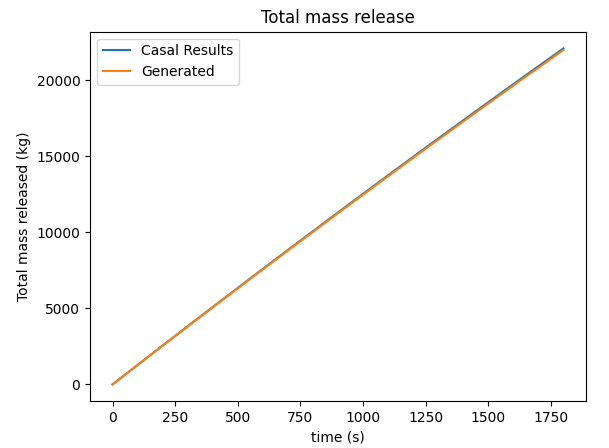 Total mass release
Casal Results
Generated
Total mass released (kg)
20000
15000
10000
5000
0
0 250 500 750 1000 1250 1500 1750
time (s)